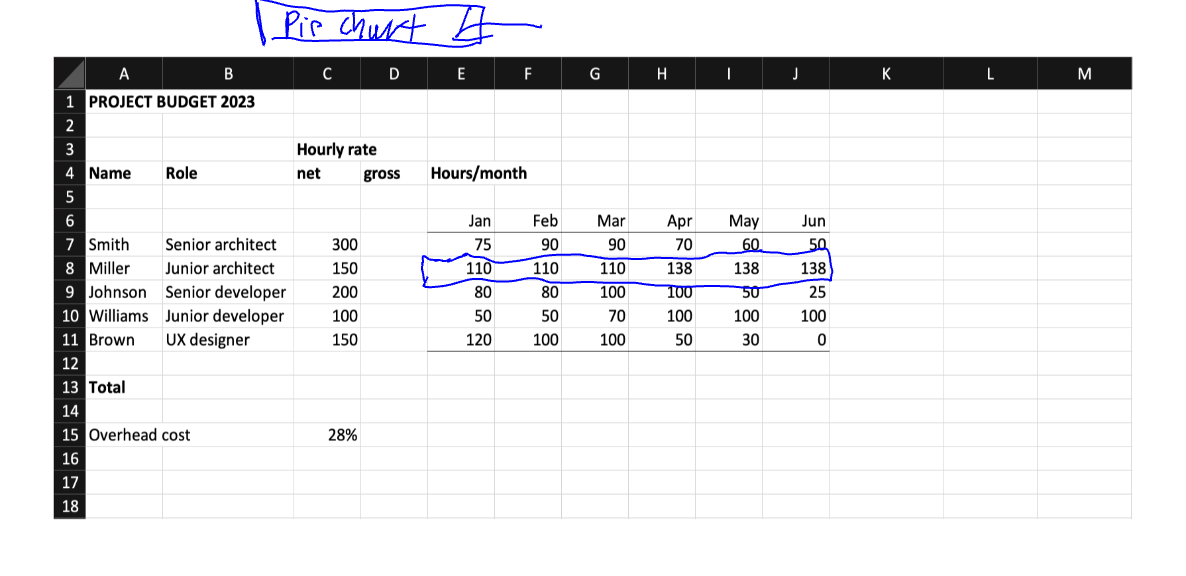 Pie chart
A B C D E F G H I J K L M
1 PROJECT BUDGET 2023
2
3 Hourly rate
4 Name Role net gross Hours/month
5
6 Jan Feb Mar Apr May Jun
7 Smith Senior architect 300 75 90 90 70 60 50
8 Miller Junior architect 150 110 110 110 138 138 138
9 Johnson Senior developer 200 80 80 100 100 50 25
10 Williams Junior developer 100 50 50 70 100 100 100
11 Brown UX designer 150 120 100 100 50 30 0
12
13 Total
14
15 Overhead cost 28%
16
17
18